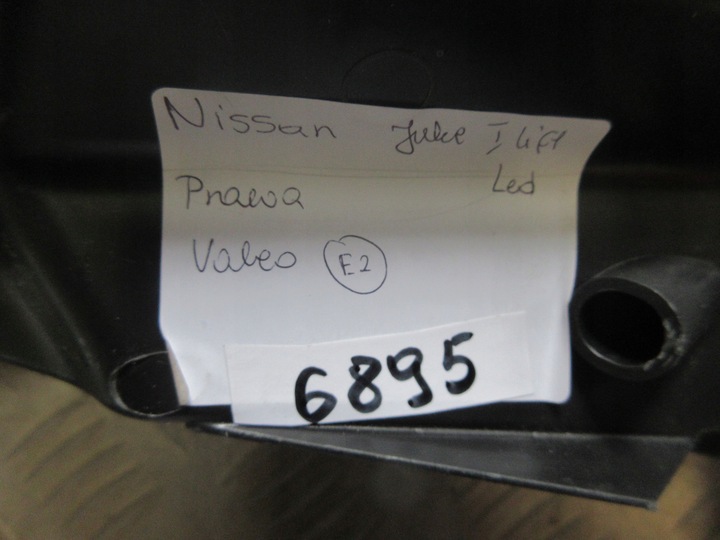 Nissan Juke I Lift
Prawa Led
Valeo E2
6895